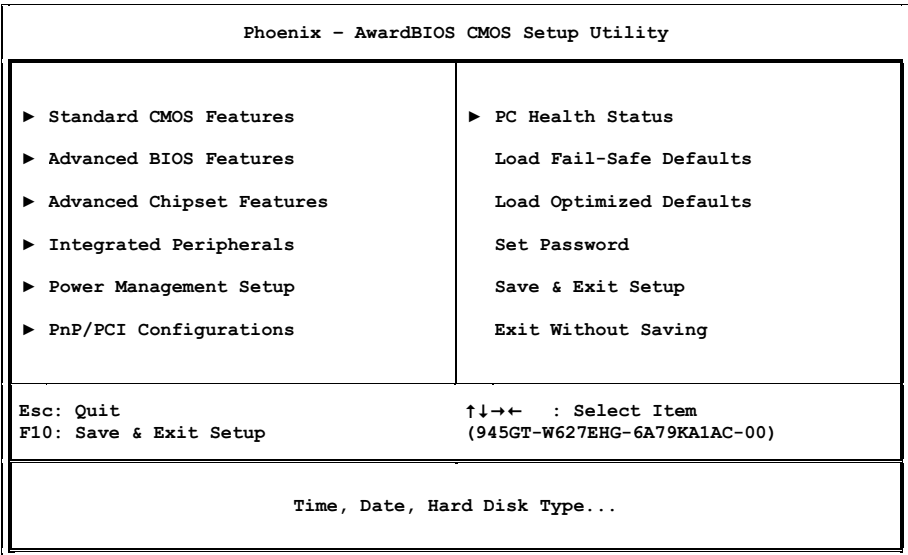 Phoenix – AwardBIOS CMOS Setup Utility
► Standard CMOS Features
► Advanced BIOS Features
► Advanced Chipset Features
► Integrated Peripherals
► Power Management Setup
► PnP/PCI Configurations
► PC Health Status
Load Fail-Safe Defaults
Load Optimized Defaults
Set Password
Save & Exit Setup
Exit Without Saving
Esc: Quit
F10: Save & Exit Setup
↑↓→← : Select Item
(945GT-W627EHG-6A79KA1AC-00)
Time, Date, Hard Disk Type...